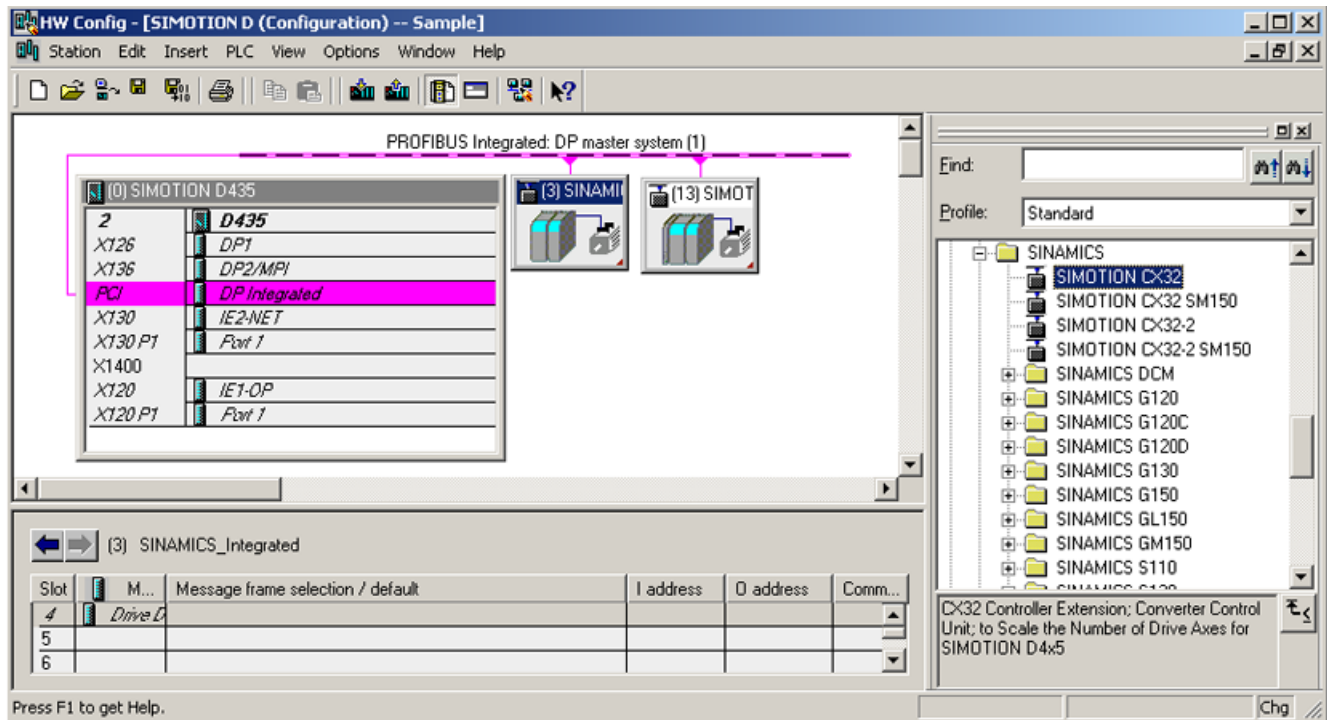 HW Config - [SIMOTION D (Configuration) -- Sample]
Station Edit Insert PLC View Options Window Help
PROFIBUS Integrated: DP master system (1)
(0) SIMOTION D435
2 D435
X126 DP1
X136 DP2/MPI
PCI DP Integrated
X130 IE2-NET
X130 P1 Port 1
X1400
X120 IE1-OP
X120 P1 Port 1
(3) SINAMI
(13) SIMOT
(3) SINAMICS_Integrated
Slot M... Message frame selection / default I address O address Comm...
4 Drive D
5
6
Find:
Profile: Standard
SINAMICS
SIMOTION CX32
SIMOTION CX32 SM150
SIMOTION CX32-2
SIMOTION CX32-2 SM150
SINAMICS DCM
SINAMICS G120
SINAMICS G120C
SINAMICS G120D
SINAMICS G130
SINAMICS G150
SINAMICS GL150
SINAMICS GM150
SINAMICS S110
CX32 Controller Extension; Converter Control
Unit; to Scale the Number of Drive Axes for
SIMOTION D4x5
Press F1 to get Help.
Chg